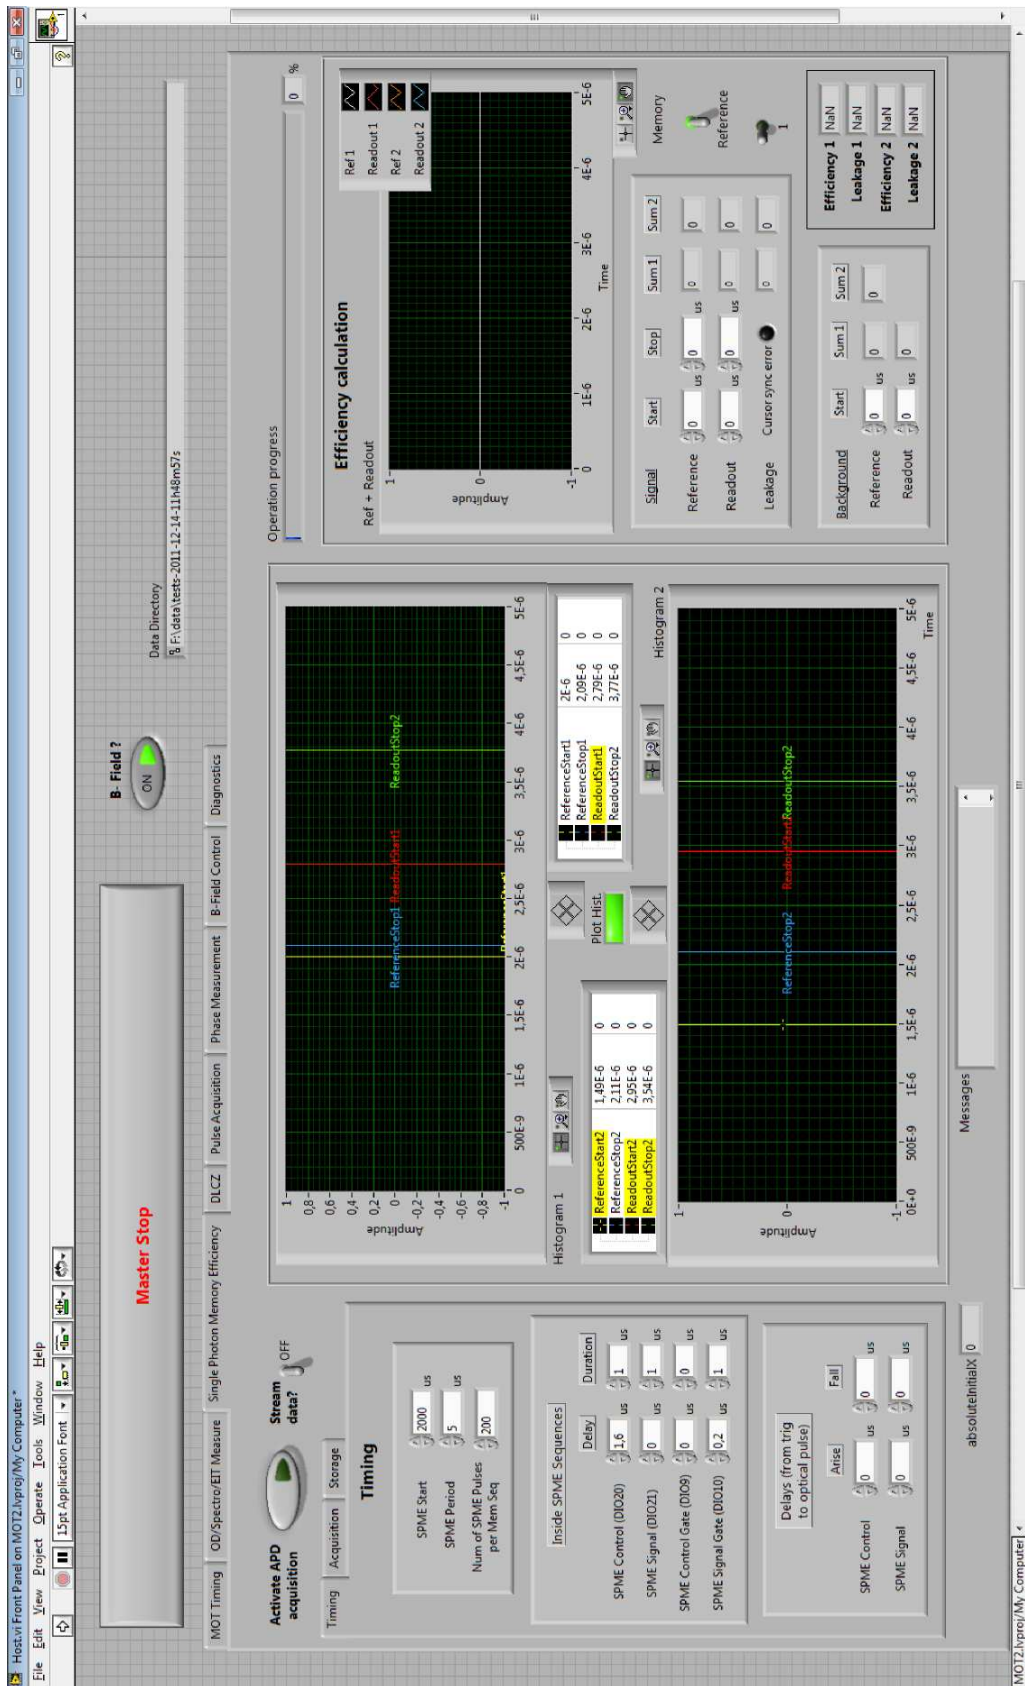 Host.vi Front Panel on MOT2.lvproj/My Computer *
File Edit View Project Operate Tools Window Help
15pt Application Font
Master Stop
B- Field ?
ON
Data Directory
F:\data\tests-2011-12-14-11h48m57s
MOT Timing OD/Spectro/EIT Measure Single Photon Memory Efficiency DLCZ Pulse Acquisition Phase Measurement B-Field Control Diagnostics
Activate APD
acquisition
Stream
data?
OFF
Timing Acquisition Storage
Timing
SPME Start 2000 us
SPME Period 5 us
Num of SPME Pulses
per Mem Seq
200
Inside SPME Sequences
Delay Duration
SPME Control (DIO20) 1,6 us 1 us
SPME Signal (DIO21) 0 us 1 us
SPME Control Gate (DIO9) 0 us 0 us
SPME Signal Gate (DIO10) 0,2 us 1 us
Delays (from trig
to optical pulse)
Arise Fall
SPME Control 0 us 0 us
SPME Signal 0 us 0 us
absoluteInitialX 0
Amplitude
1
0,8
0,6
0,4
0,2
0
-0,2
-0,4
-0,6
-0,8
-1
ReferenceStop1 ReadoutStart1 ReadoutStop2
ReferenceStart1
0 500E-9 1E-6 1,5E-6 2E-6 2,5E-6 3E-6 3,5E-6 4E-6 4,5E-6 5E-6
Histogram 1
ReferenceStart2 1,49E-6 0
ReferenceStop2 2,11E-6 0
ReadoutStart2 2,95E-6 0
ReadoutStop2 3,54E-6 0
Plot Hist.
ReferenceStart1 2E-6 0
ReferenceStop1 2,09E-6 0
ReadoutStart1 2,79E-6 0
ReadoutStop2 3,77E-6 0
Histogram 2
Amplitude
1
0
-1
ReferenceStop2 ReadoutStart2 ReadoutStop2
0E+0 500E-9 1E-6 1,5E-6 2E-6 2,5E-6 3E-6 3,5E-6 4E-6 4,5E-6 5E-6
Time
Messages
Operation progress
0 %
Efficiency calculation
Ref + Readout
Ref 1
Readout 1
Ref 2
Readout 2
Amplitude
1
0
-1
0 1E-6 2E-6 3E-6 4E-6 5E-6
Time
Signal Start Stop Sum 1 Sum 2
Reference 0 us 0 us 0 0
Readout 0 us 0 us 0 0
Leakage Cursor sync error 0 0
Memory
Reference
1
Background Start Sum 1 Sum 2
Reference 0 us 0 0
Readout 0 us 0
Efficiency 1 NaN
Leakage 1 NaN
Efficiency 2 NaN
Leakage 2 NaN
MOT2.lvproj/My Computer